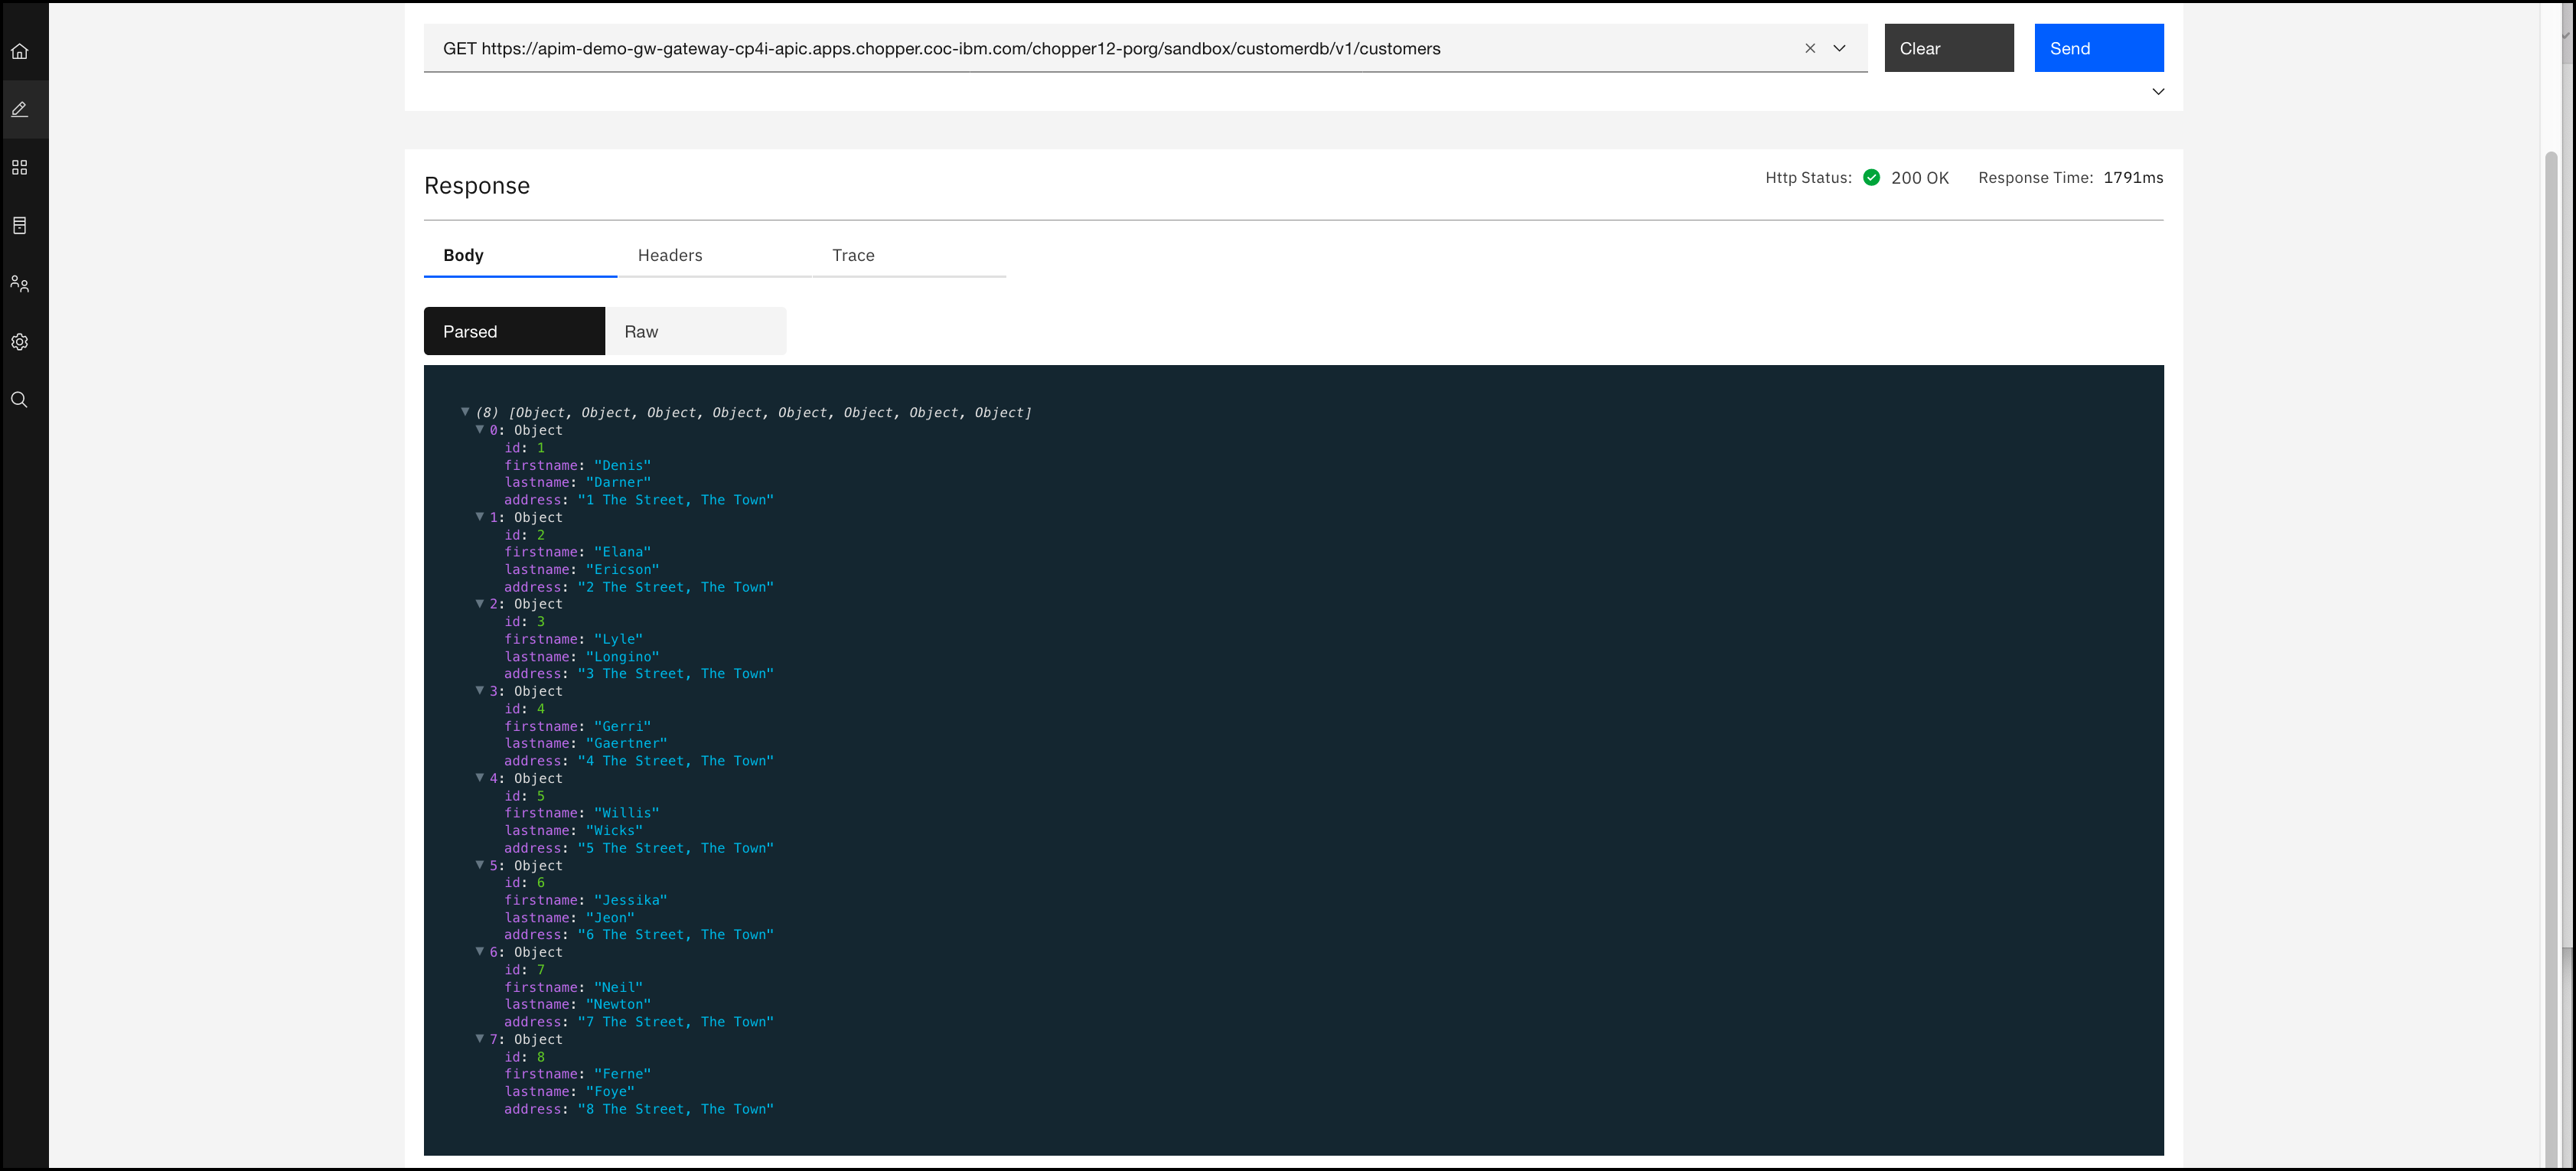 GET https://apim-demo-gw-gateway-cp4i-apic.apps.chopper.coc-ibm.com/chopper12-porg/sandbox/customerdb/v1/customers
Clear
Send
Response
Http Status: 200 OK Response Time: 1791ms
Body Headers Trace
Parsed Raw
(8) [Object, Object, Object, Object, Object, Object, Object, Object]
0: Object
id: 1
firstname: "Denis"
lastname: "Darner"
address: "1 The Street, The Town"
1: Object
id: 2
firstname: "Elana"
lastname: "Ericson"
address: "2 The Street, The Town"
2: Object
id: 3
firstname: "Lyle"
lastname: "Longino"
address: "3 The Street, The Town"
3: Object
id: 4
firstname: "Gerri"
lastname: "Gaertner"
address: "4 The Street, The Town"
4: Object
id: 5
firstname: "Willis"
lastname: "Wicks"
address: "5 The Street, The Town"
5: Object
id: 6
firstname: "Jessika"
lastname: "Jeon"
address: "6 The Street, The Town"
6: Object
id: 7
firstname: "Neil"
lastname: "Newton"
address: "7 The Street, The Town"
7: Object
id: 8
firstname: "Ferne"
lastname: "Foye"
address: "8 The Street, The Town"